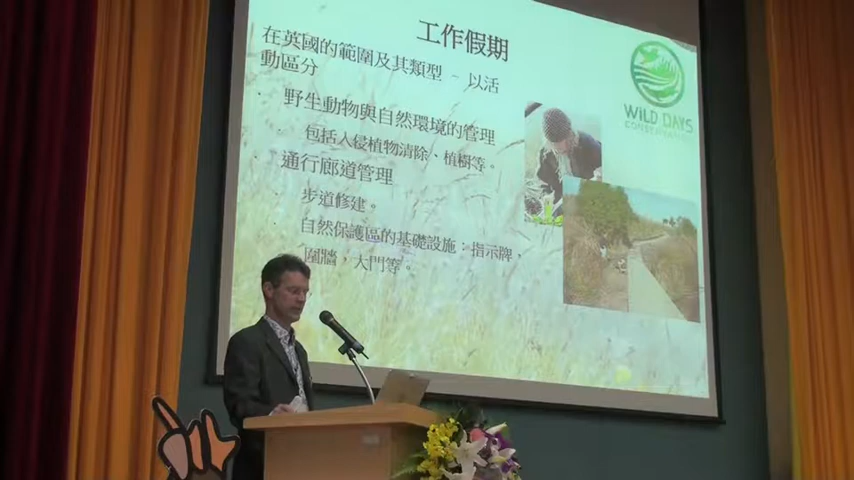 工作假期
在英國的範圍及其類型 ~ 以活
動區分
野生動物與自然環境的管理
包括入侵植物清除、植樹等。
通行廊道管理
步道修建。
自然保護區的基礎設施：指示牌，
圍牆，大門等。
WILD DAYS
CONSERVATION